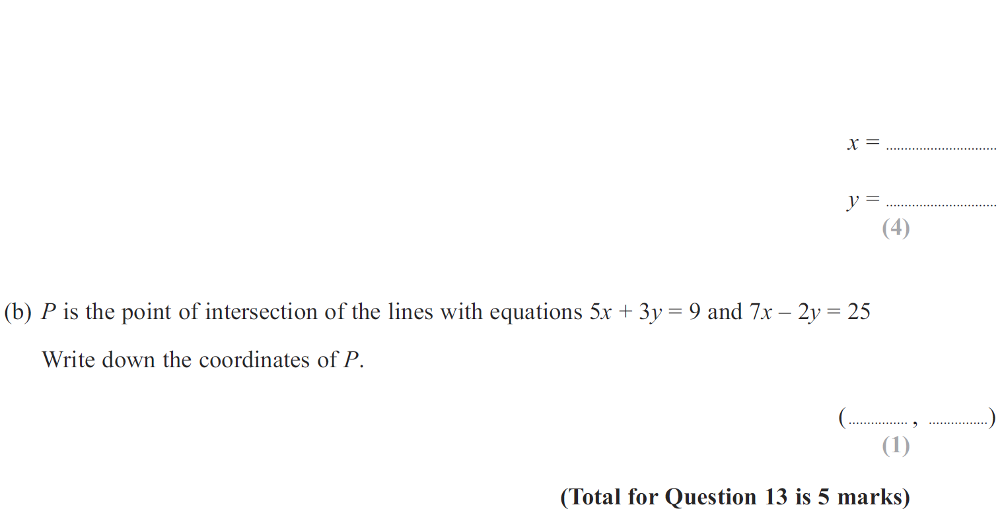 x = ..............................
y = ..............................
(4)
(b) P is the point of intersection of the lines with equations 5x + 3y = 9 and 7x – 2y = 25
Write down the coordinates of P.
(................ , ................)
(1)
(Total for Question 13 is 5 marks)